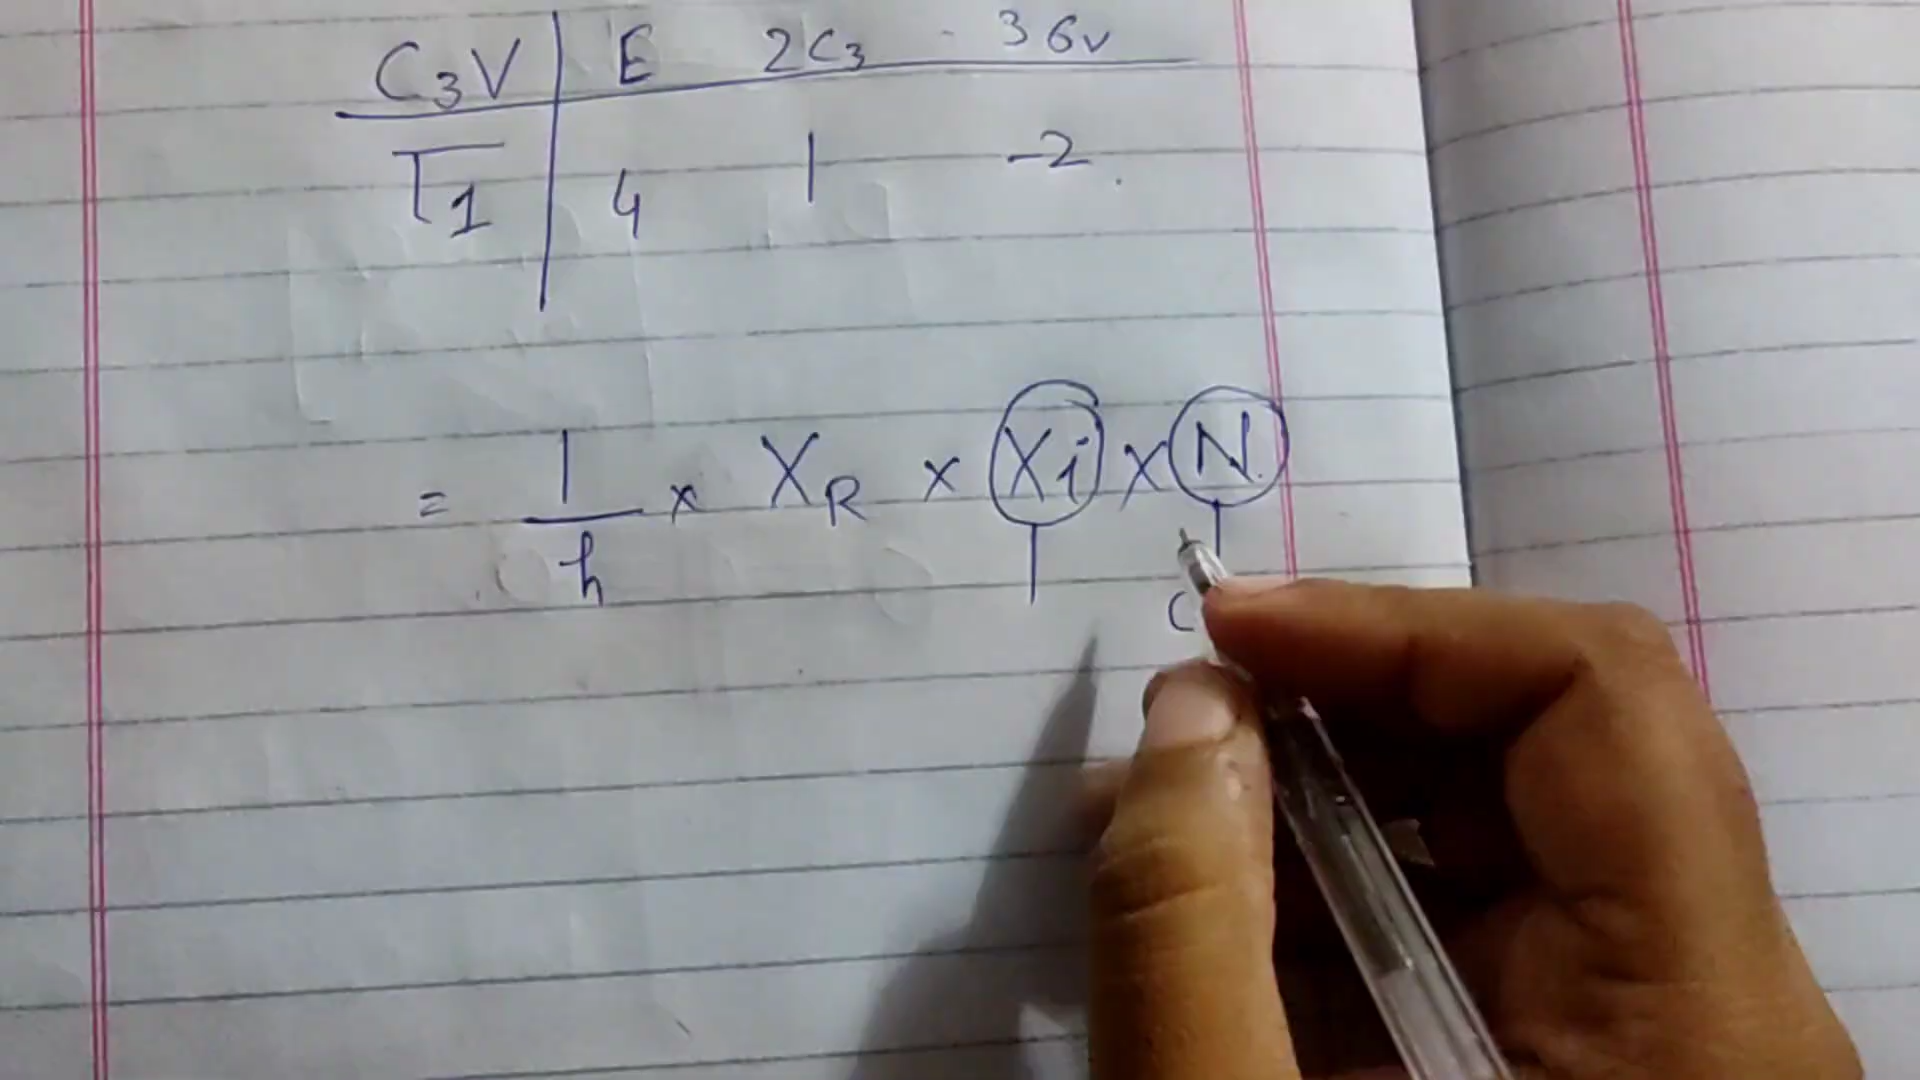 C3V E 2C3 3σv
Γ1 4 1 -2
= 1/h × XR × Xi × N
C